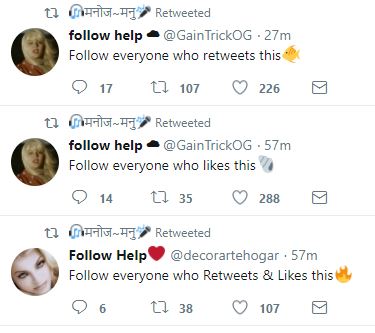 🎧मनोज~मनु🎤 Retweeted
follow help ☁ @GainTrickOG · 27m
Follow everyone who retweets this🐠
17 107 226
🎧मनोज~मनु🎤 Retweeted
follow help ☁ @GainTrickOG · 57m
Follow everyone who likes this🐚
14 35 288
🎧मनोज~मनु🎤 Retweeted
Follow Help❤ @decorartehogar · 57m
Follow everyone who Retweets & Likes this🔥
6 38 107